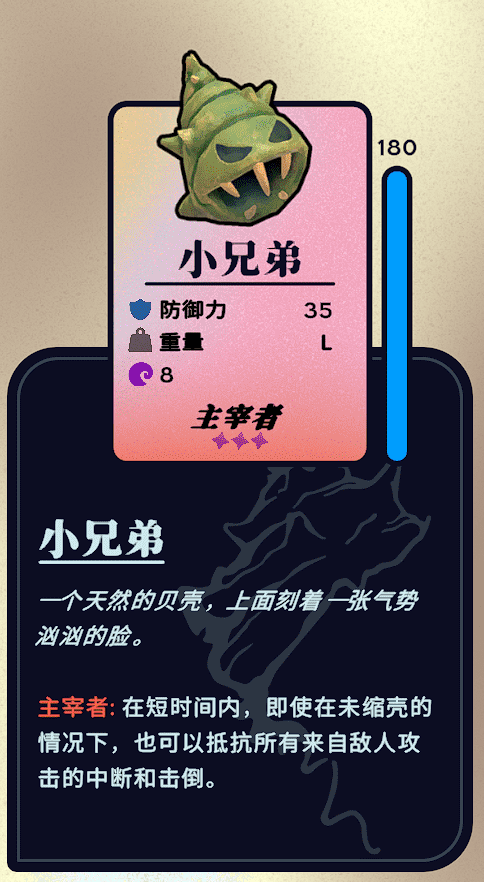 180
小兄弟
防御力 35
重量 L
8
主宰者
小兄弟
一个天然的贝壳，上面刻着一张气势
汹汹的脸。
主宰者: 在短时间内，即使在未缩壳的
情况下，也可以抵抗所有来自敌人攻
击的中断和击倒。